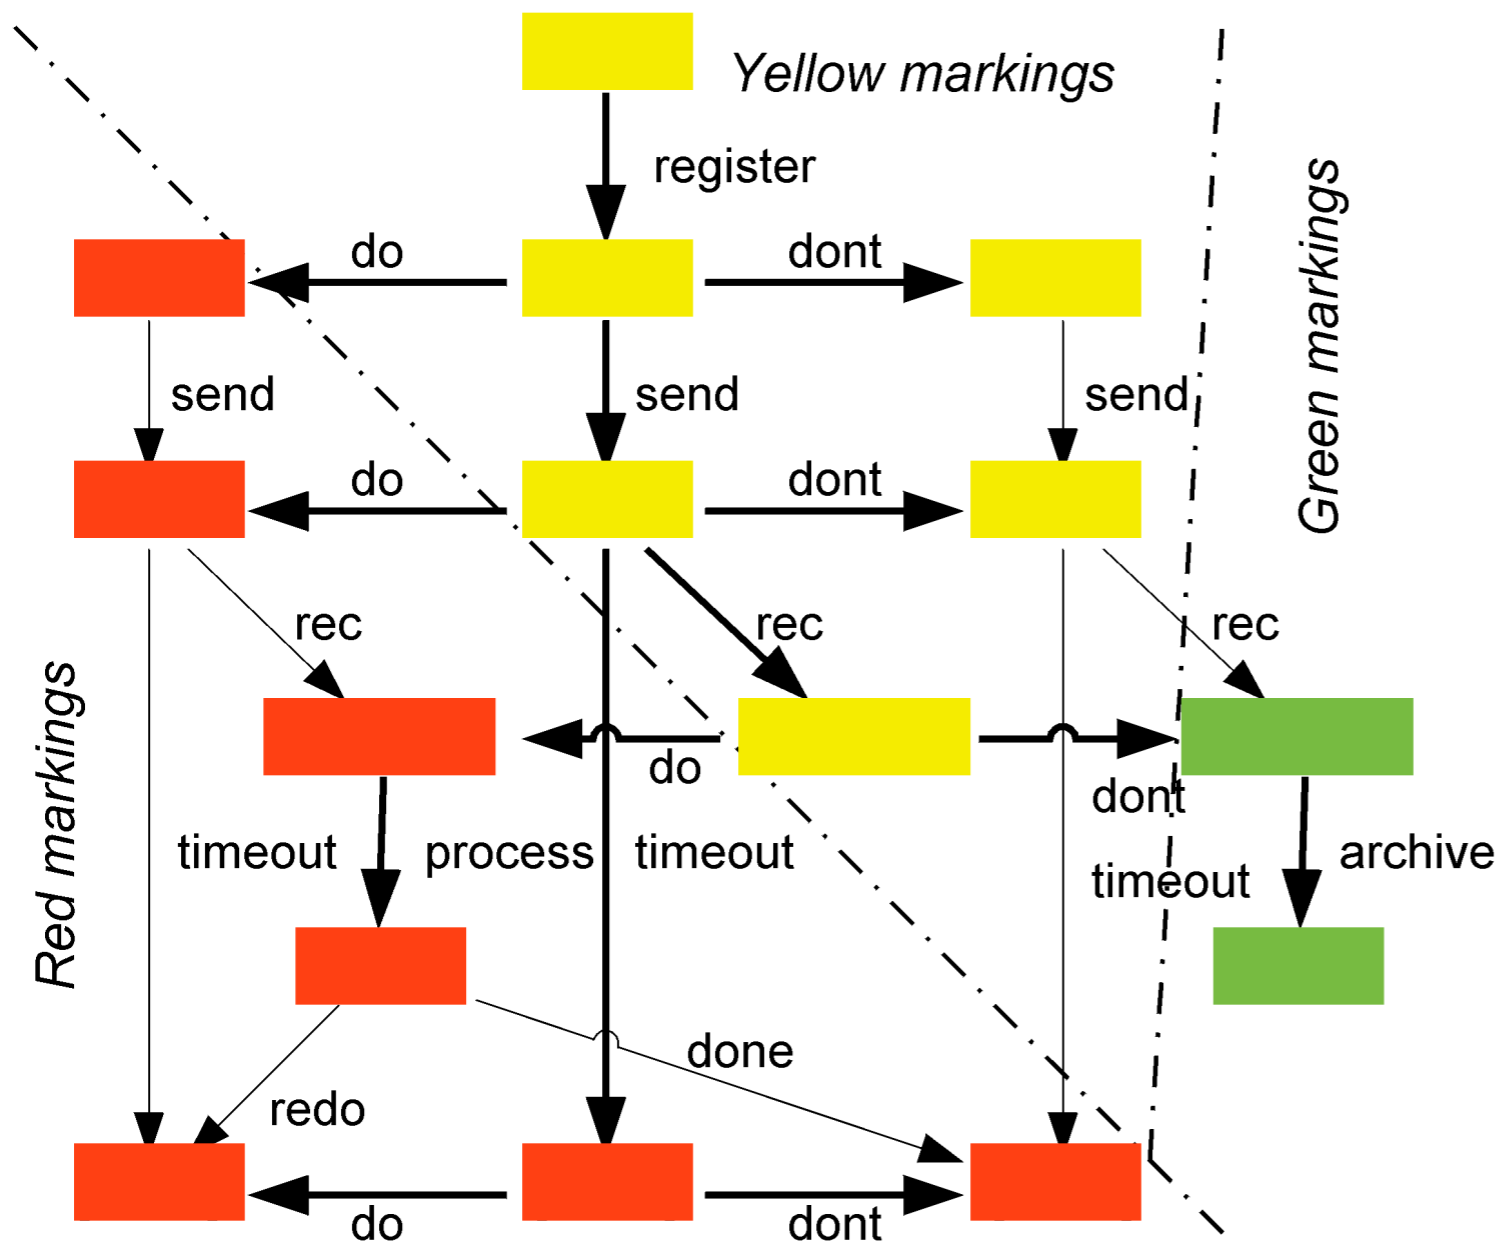 Yellow markings
register
Green markings
do
dont
send
send
send
do
dont
rec
rec
rec
Red markings
do
dont
timeout
process
timeout
archive
timeout
done
redo
do
dont